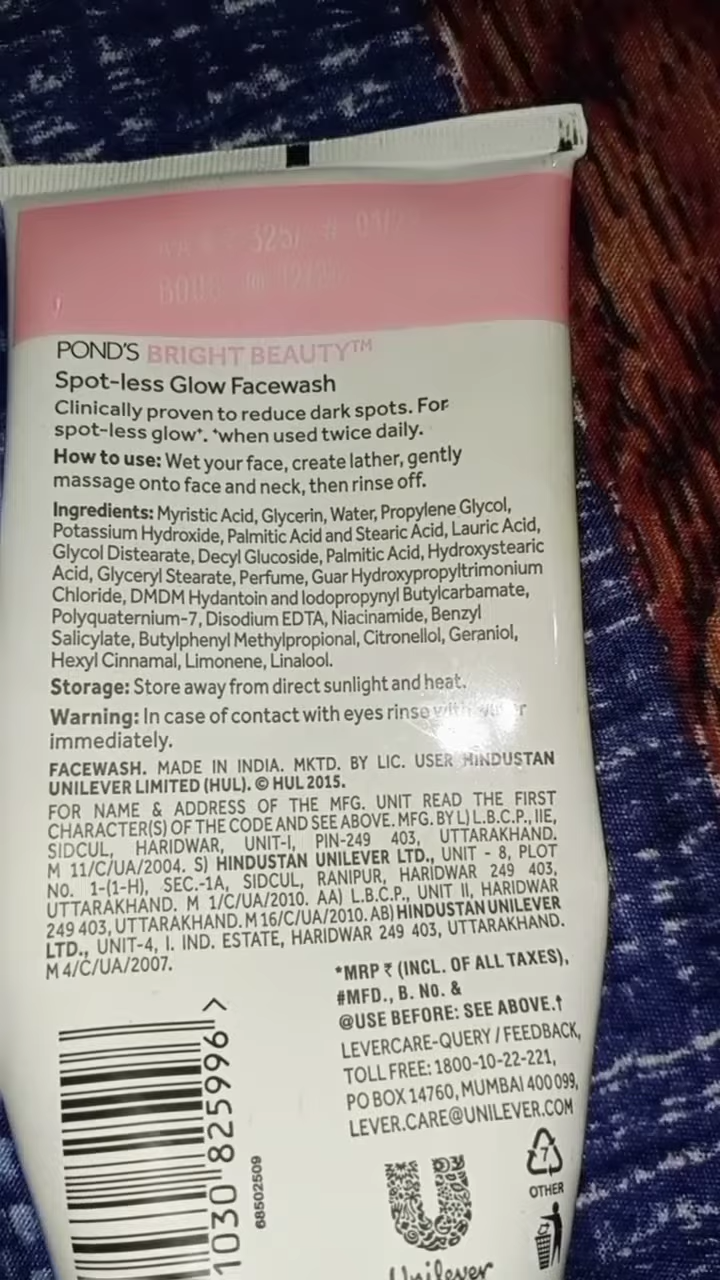 325/ # 03/2
POND'S BRIGHT BEAUTY™
Spot-less Glow Facewash
Clinically proven to reduce dark spots. For
spot-less glow⁺. ⁺when used twice daily.
How to use: Wet your face, create lather, gently
massage onto face and neck, then rinse off.
Ingredients: Myristic Acid, Glycerin, Water, Propylene Glycol,
Potassium Hydroxide, Palmitic Acid and Stearic Acid, Lauric Acid,
Glycol Distearate, Decyl Glucoside, Palmitic Acid, Hydroxystearic
Acid, Glyceryl Stearate, Perfume, Guar Hydroxypropyltrimonium
Chloride, DMDM Hydantoin and Iodopropynyl Butylcarbamate,
Polyquaternium-7, Disodium EDTA, Niacinamide, Benzyl
Salicylate, Butylphenyl Methylpropional, Citronellol, Geraniol,
Hexyl Cinnamal, Limonene, Linalool.
Storage: Store away from direct sunlight and heat.
Warning: In case of contact with eyes rinse with water
immediately.
FACEWASH. MADE IN INDIA. MKTD. BY LIC. USER HINDUSTAN
UNILEVER LIMITED (HUL). © HUL 2015.
FOR NAME & ADDRESS OF THE MFG. UNIT READ THE FIRST
CHARACTER(S) OF THE CODE AND SEE ABOVE. MFG. BY L) L.B.C.P., IIE,
SIDCUL, HARIDWAR, UNIT-I, PIN-249 403, UTTARAKHAND.
M 11/C/UA/2004. S) HINDUSTAN UNILEVER LTD., UNIT - 8, PLOT
NO. 1-(1-H), SEC.-1A, SIDCUL, RANIPUR, HARIDWAR 249 403,
UTTARAKHAND. M 1/C/UA/2010. AA) L.B.C.P., UNIT II, HARIDWAR
249 403, UTTARAKHAND. M 16/C/UA/2010. AB) HINDUSTAN UNILEVER
LTD., UNIT-4, I. IND. ESTATE, HARIDWAR 249 403, UTTARAKHAND.
M 4/C/UA/2007.
*MRP ₹ (INCL. OF ALL TAXES),
#MFD., B. No. &
@USE BEFORE: SEE ABOVE.↑
LEVERCARE-QUERY / FEEDBACK,
TOLL FREE: 1800-10-22-221,
PO BOX 14760, MUMBAI 400 099,
LEVER.CARE@UNILEVER.COM
1030 825996 >
68502509
7
OTHER
Unilever